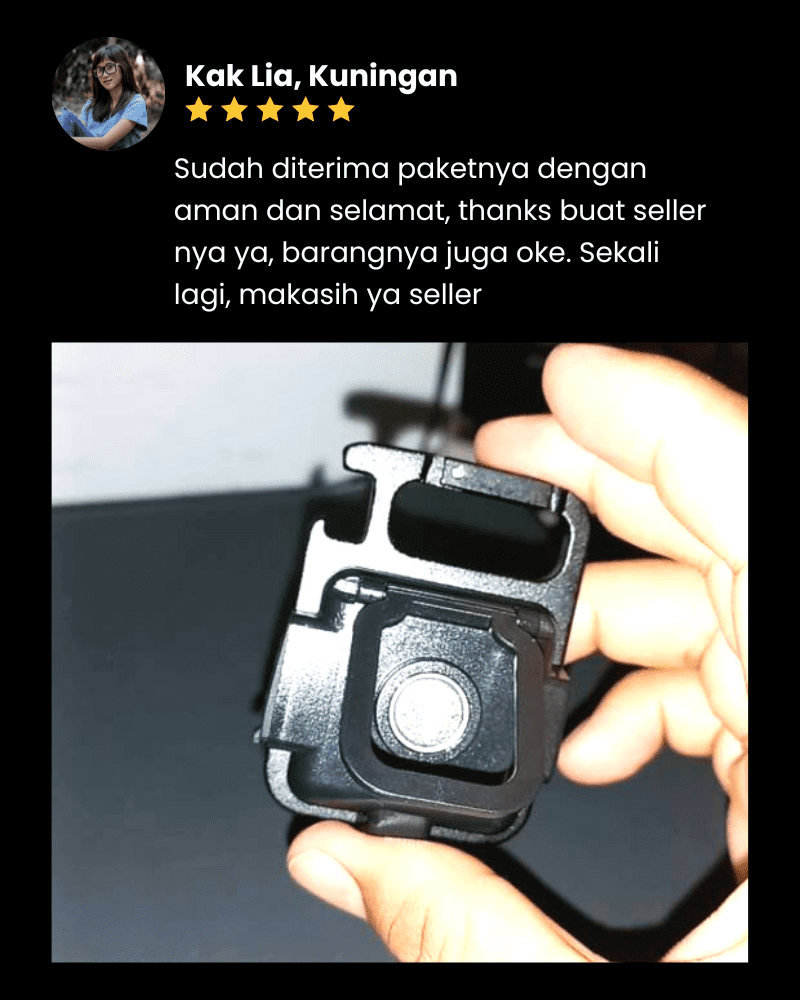 Kak Lia, Kuningan
Sudah diterima paketnya dengan
aman dan selamat, thanks buat seller
nya ya, barangnya juga oke. Sekali
lagi, makasih ya seller